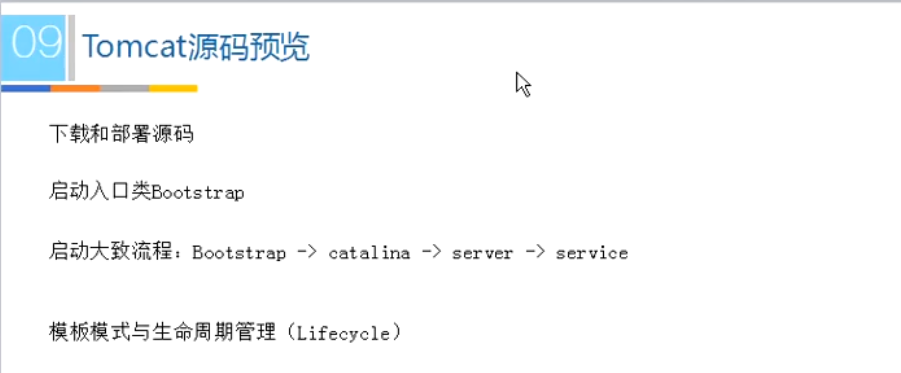 09 Tomcat源码预览
下载和部署源码
启动入口类Bootstrap
启动大致流程：Bootstrap -> catalina -> server -> service
模板模式与生命周期管理（Lifecycle）